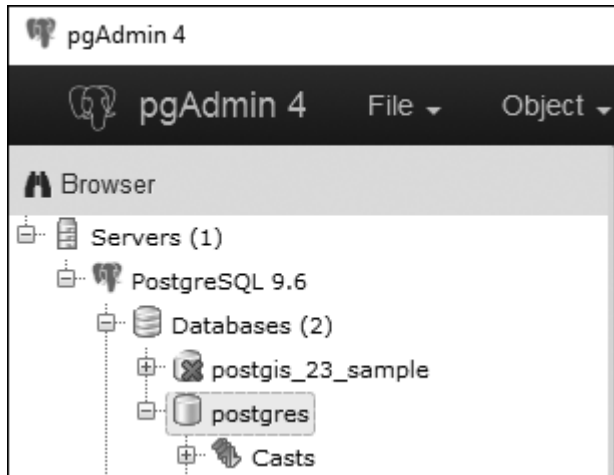 pgAdmin 4
pgAdmin 4 File Object
Browser
Servers (1)
PostgreSQL 9.6
Databases (2)
postgis_23_sample
postgres
Casts